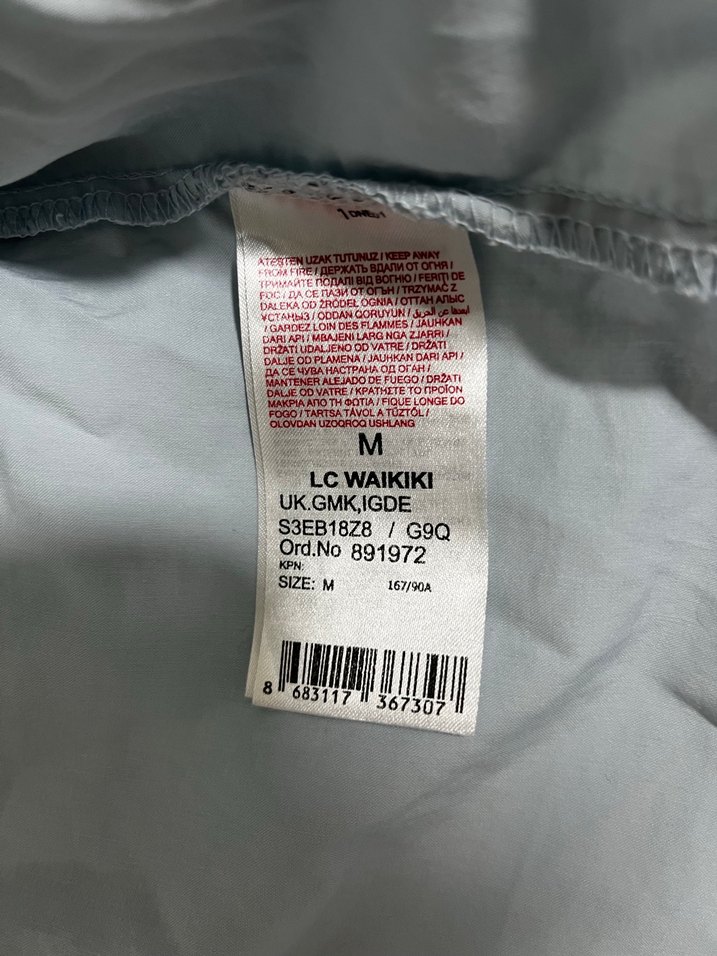 ATEŞTEN UZAK TUTUNUZ / KEEP AWAY
FROM FIRE / ДЕРЖАТЬ ВДАЛИ ОТ ОГНЯ /
ТРИМАЙТЕ ПОДАЛІ ВІД ВОГНЮ / FERIȚI DE
FOC / ДА СЕ ПАЗИ ОТ ОГЪН / TRZYMAĆ Z
DALEKA OD ŹRÓDEŁ OGNIA / ОТТАН АЛЫС
ҰСТАҢЫЗ / ODDAN QORUYUN / ابعدها عن الحريق
/ GARDEZ LOIN DES FLAMMES / JAUHKAN
DARI API / MBAJENI LARG NGA ZJARRI /
DRŽATI UDALJENO OD VATRE / DRŽATI
DALJE OD PLAMENA / JAUHKAN DARI API /
ДА СЕ ЧУВА НАСТРАНА ОД ОГАН /
MANTENER ALEJADO DE FUEGO / DRŽATI
DALJE OD VATRE / ΚΡΑΤΗΣΤΕ ΤΟ ΠΡΟΪΟΝ
ΜΑΚΡΙΑ ΑΠΟ ΤΗ ΦΩΤΙΑ / FIQUE LONGE DO
FOGO / TARTSA TÁVOL A TŰZTŐL /
OLOVDAN UZOQROQ USHLANG
M
LC WAIKIKI
UK.GMK,IGDE
S3EB18Z8 / G9Q
Ord.No 891972
KPN:
SIZE: M 167/90A
8 683117 367307